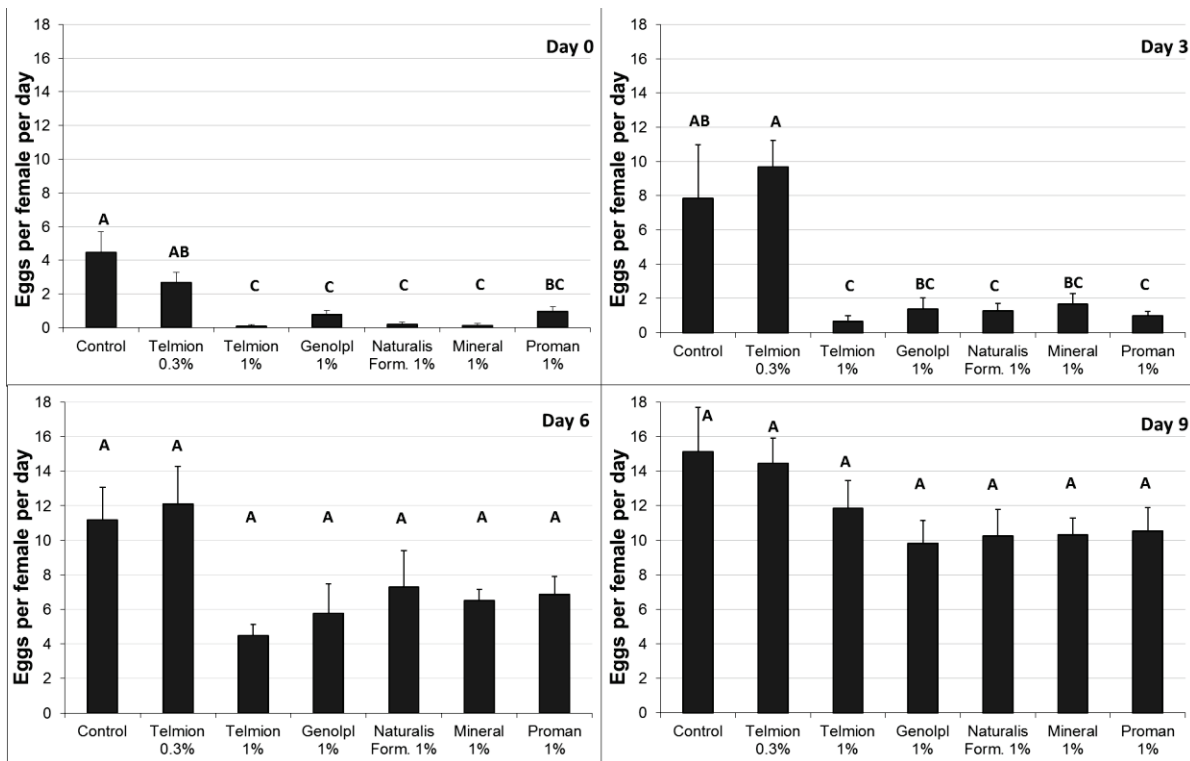 Eggs per female per day
18
16
14
12
10
8
6
4
2
0
Day 0
A
AB
C
C
C
C
BC
Control Telmion Telmion Genolpl Naturalis Mineral Proman
0.3% 1% 1% Form. 1% 1% 1%
Eggs per female per day
18
16
14
12
10
8
6
4
2
0
Day 3
AB
A
C
BC
C
BC
C
Control Telmion Telmion Genolpl Naturalis Mineral Proman
0.3% 1% 1% Form. 1% 1% 1%
Eggs per female per day
18
16
14
12
10
8
6
4
2
0
Day 6
A
A
A
A
A
A
A
Control Telmion Telmion Genolpl Naturalis Mineral Proman
0.3% 1% 1% Form. 1% 1% 1%
Eggs per female per day
18
16
14
12
10
8
6
4
2
0
Day 9
A
A
A
A
A
A
A
Control Telmion Telmion Genolpl Naturalis Mineral Proman
0.3% 1% 1% Form. 1% 1% 1%